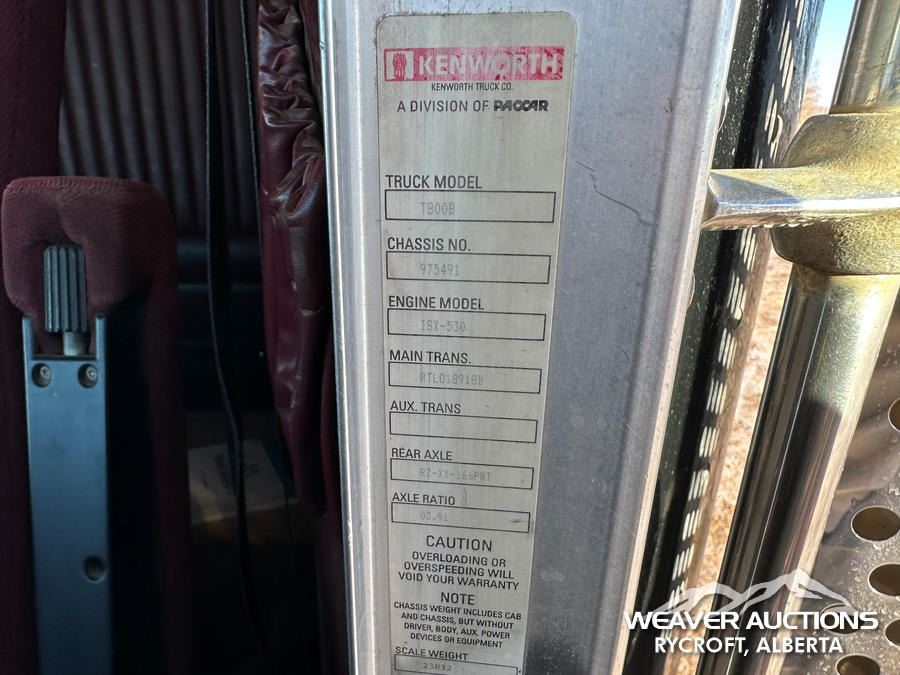 KENWORTH
KENWORTH TRUCK CO.
A DIVISION OF PACCAR
TRUCK MODEL
T800B
CHASSIS NO.
975491
ENGINE MODEL
ISX-530
MAIN TRANS.
RTLO18918B
AUX. TRANS
REAR AXLE
RZ-XX-166PWT
AXLE RATIO
03.91
CAUTION
OVERLOADING OR
OVERSPEEDING WILL
VOID YOUR WARRANTY
NOTE
CHASSIS WEIGHT INCLUDES CAB
AND CHASSIS, BUT WITHOUT
DRIVER, BODY, AUX. POWER
DEVICES OR EQUIPMENT
SCALE WEIGHT
23832
WEAVER AUCTIONS
RYCROFT, ALBERTA